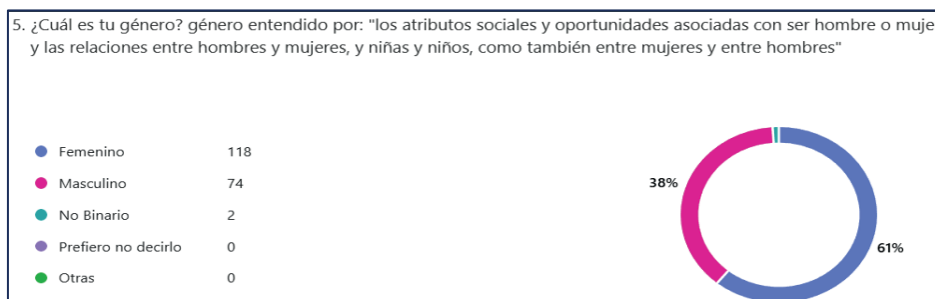 5. ¿Cuál es tu género? género entendido por: "los atributos sociales y oportunidades asociadas con ser hombre o muje
y las relaciones entre hombres y mujeres, y niñas y niños, como también entre mujeres y entre hombres"
Femenino 118
Masculino 74
No Binario 2
Prefiero no decirlo 0
Otras 0
38%
61%